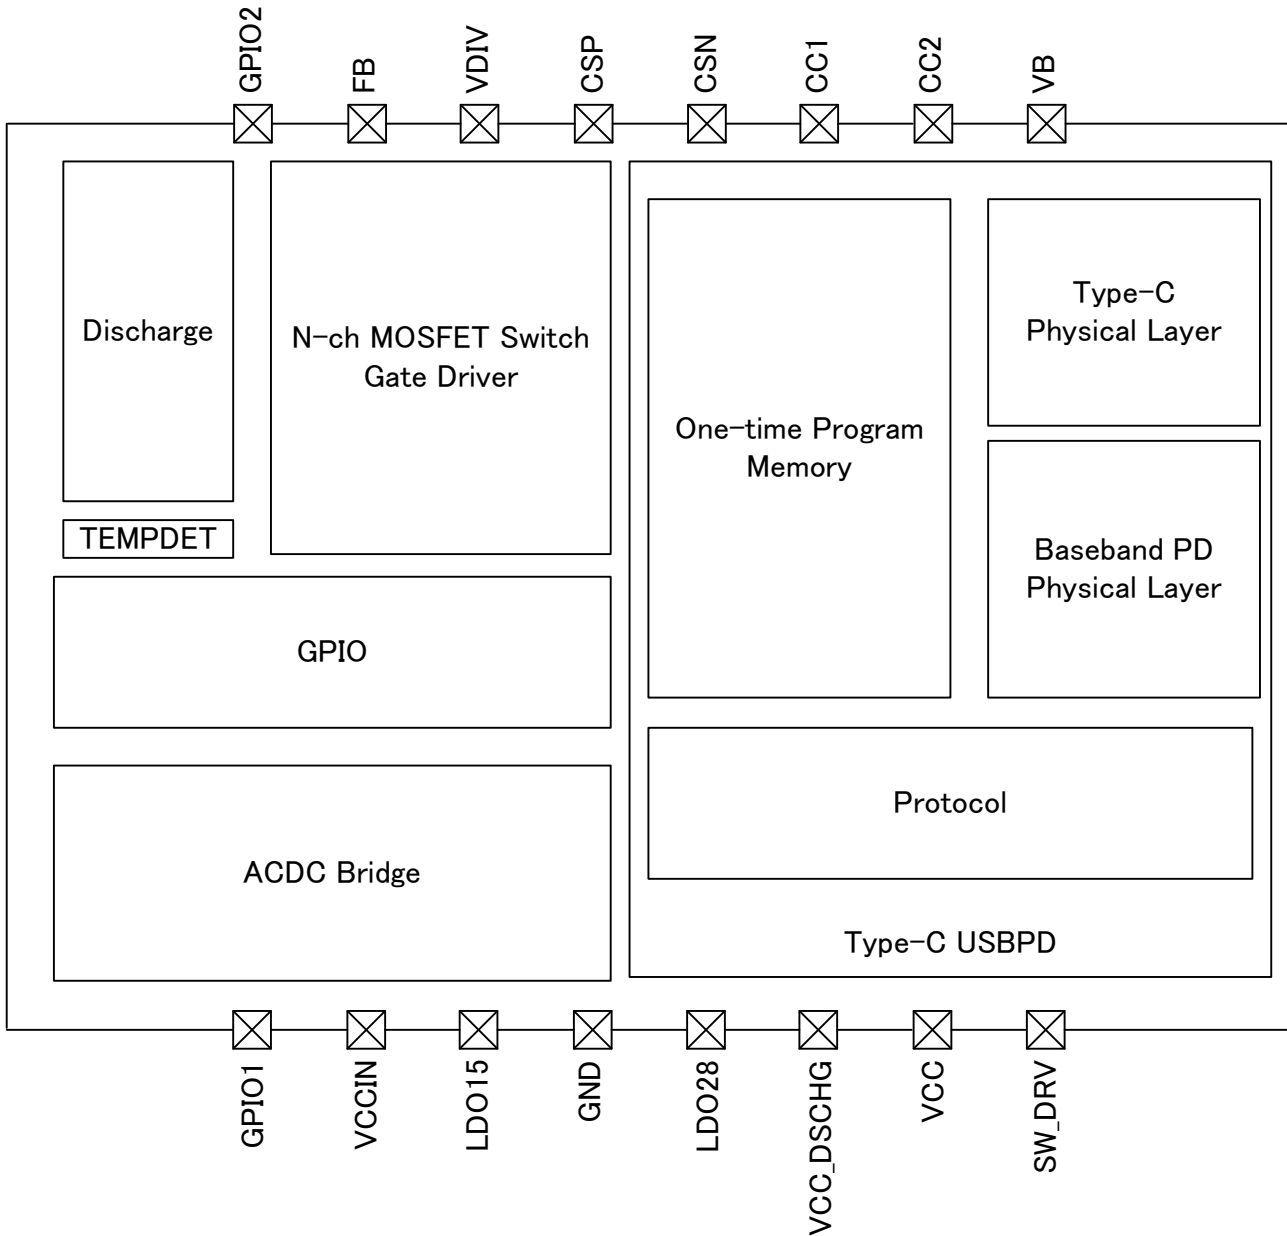 GPIO2
FB
VDIV
CSP
CSN
CC1
CC2
VB
Discharge
N-ch MOSFET Switch
Gate Driver
TEMPDET
GPIO
ACDC Bridge
One-time Program
Memory
Type-C
Physical Layer
Baseband PD
Physical Layer
Protocol
Type-C USBPD
GPIO1
VCCIN
LDO15
GND
LDO28
VCC_DSCHG
VCC
SW_DRV